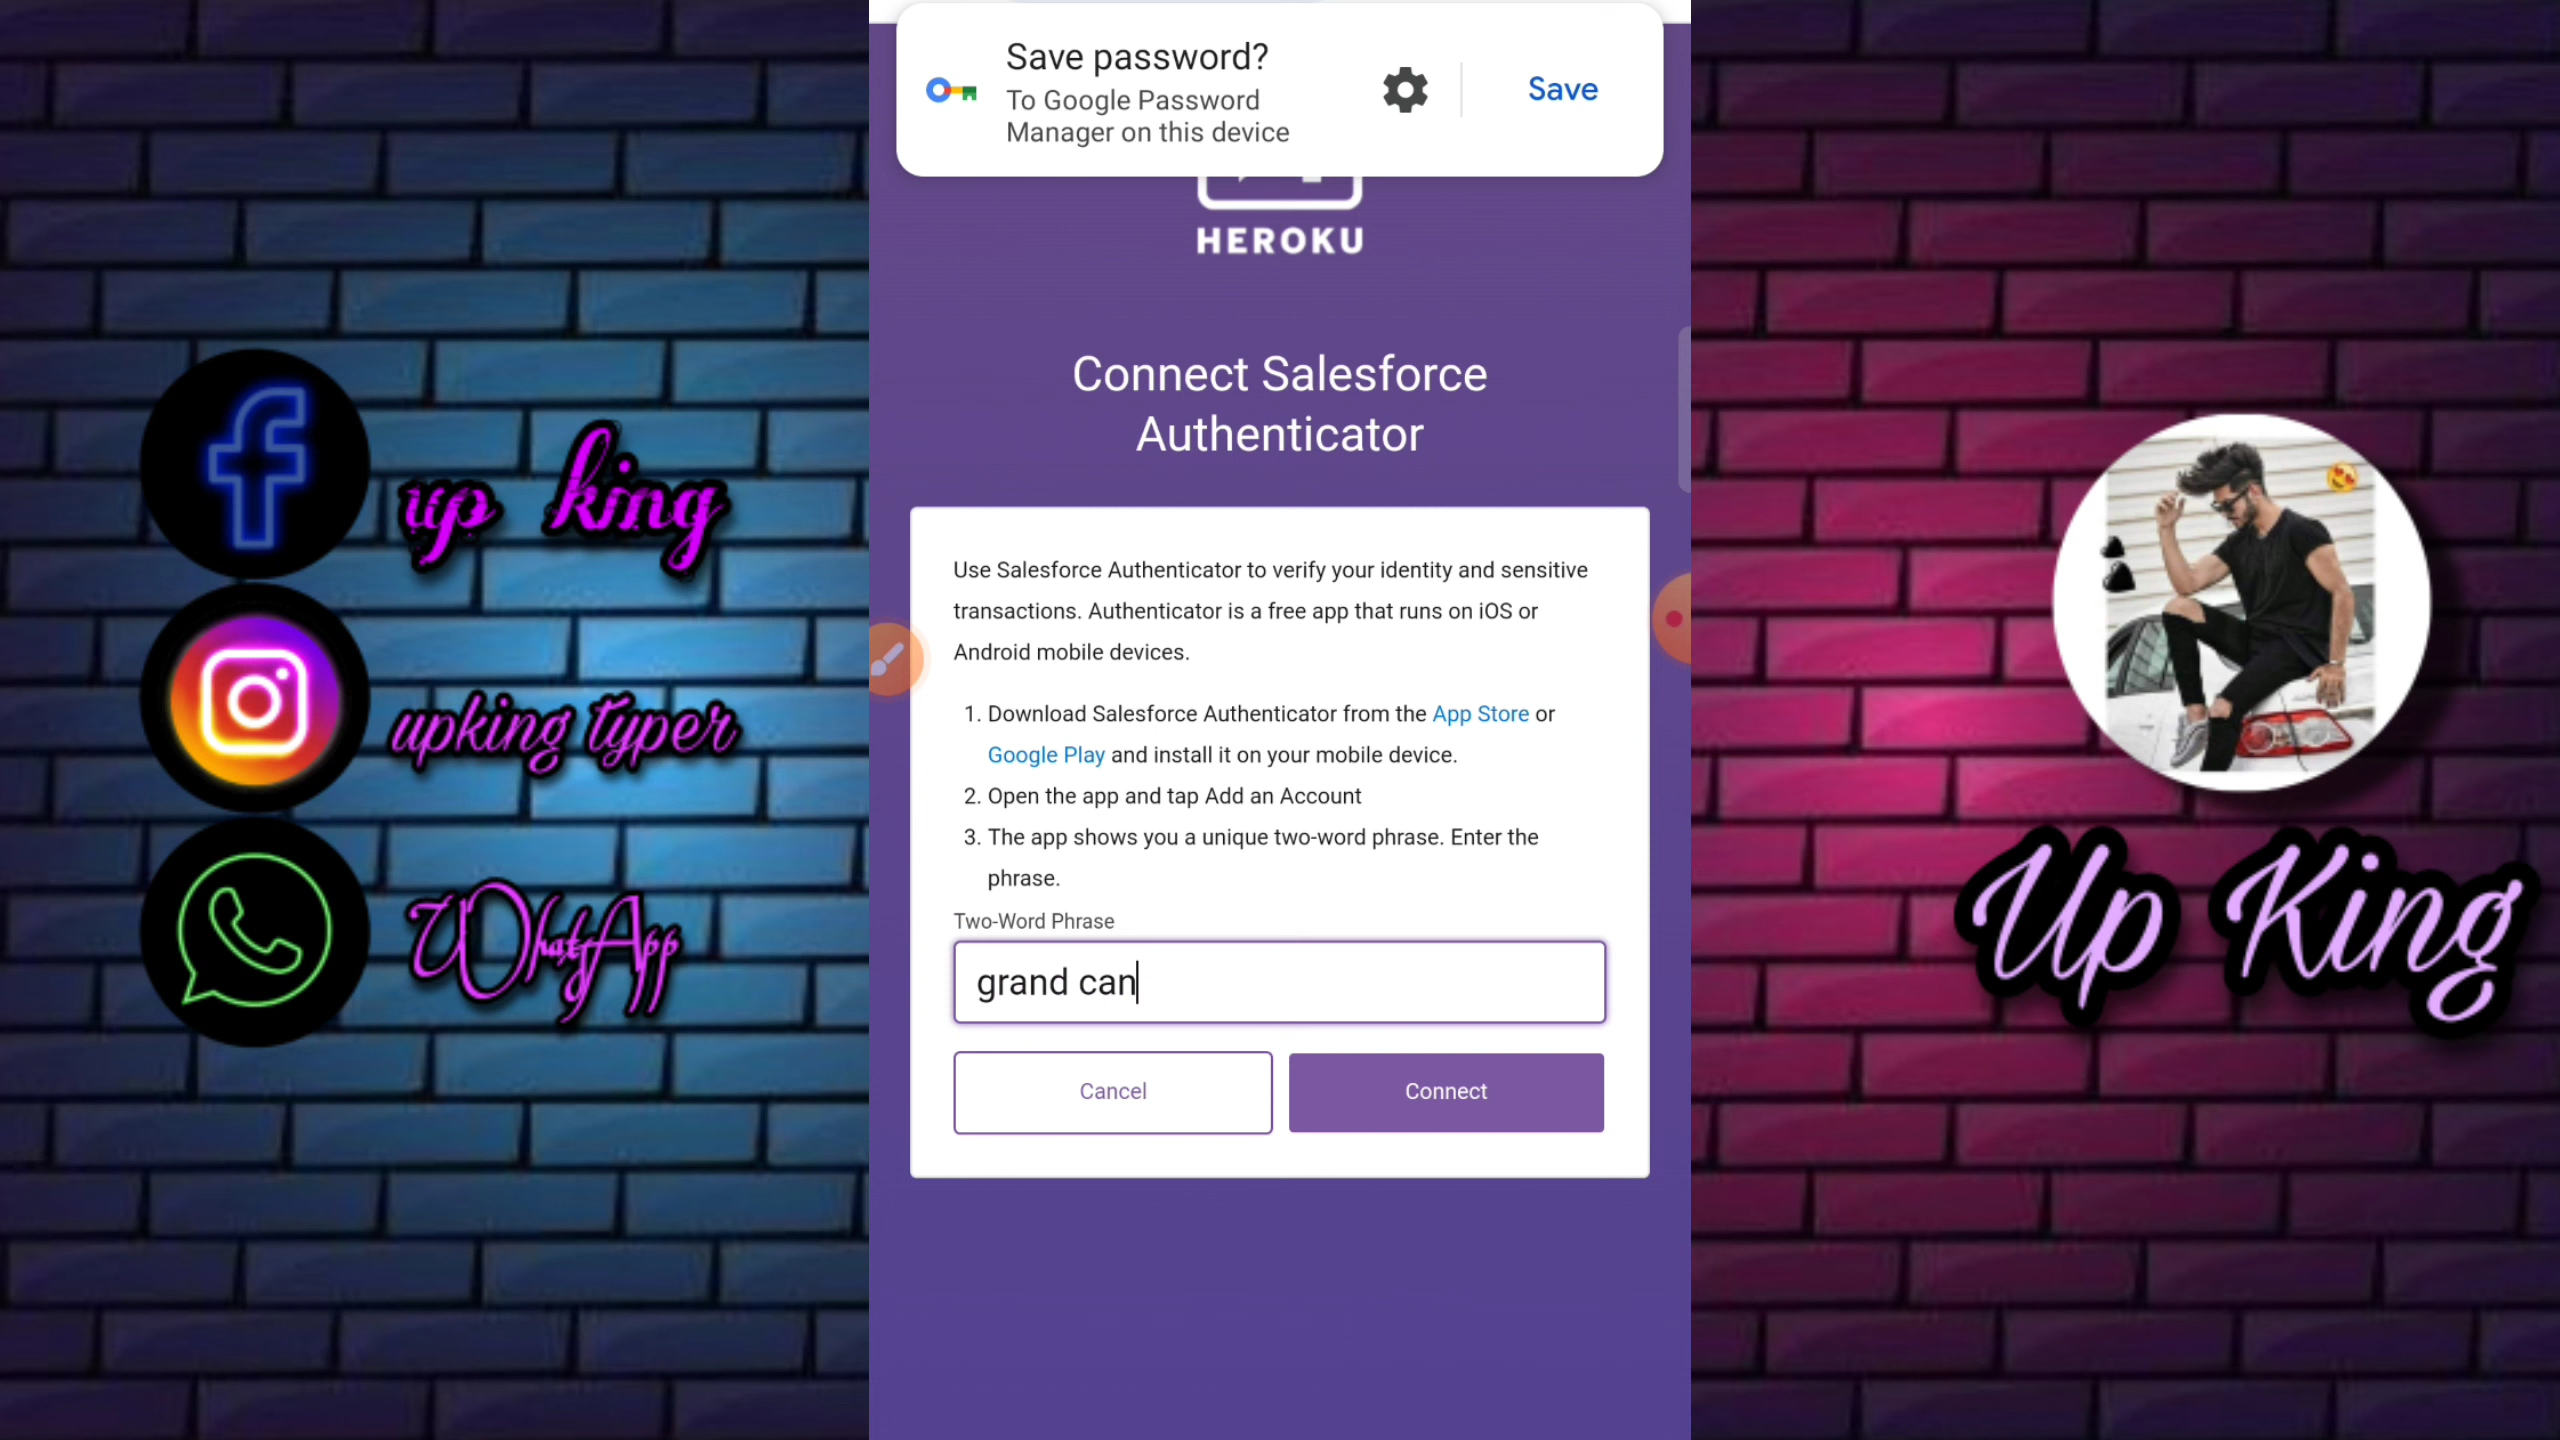 up king
upking typer
WhatsApp
Save password?
To Google Password
Manager on this device
Save
HEROKU
Connect Salesforce
Authenticator
Use Salesforce Authenticator to verify your identity and sensitive
transactions. Authenticator is a free app that runs on iOS or
Android mobile devices.
1. Download Salesforce Authenticator from the App Store or
Google Play and install it on your mobile device.
2. Open the app and tap Add an Account
3. The app shows you a unique two-word phrase. Enter the
phrase.
Two-Word Phrase
grand can
Cancel
Connect
Up King